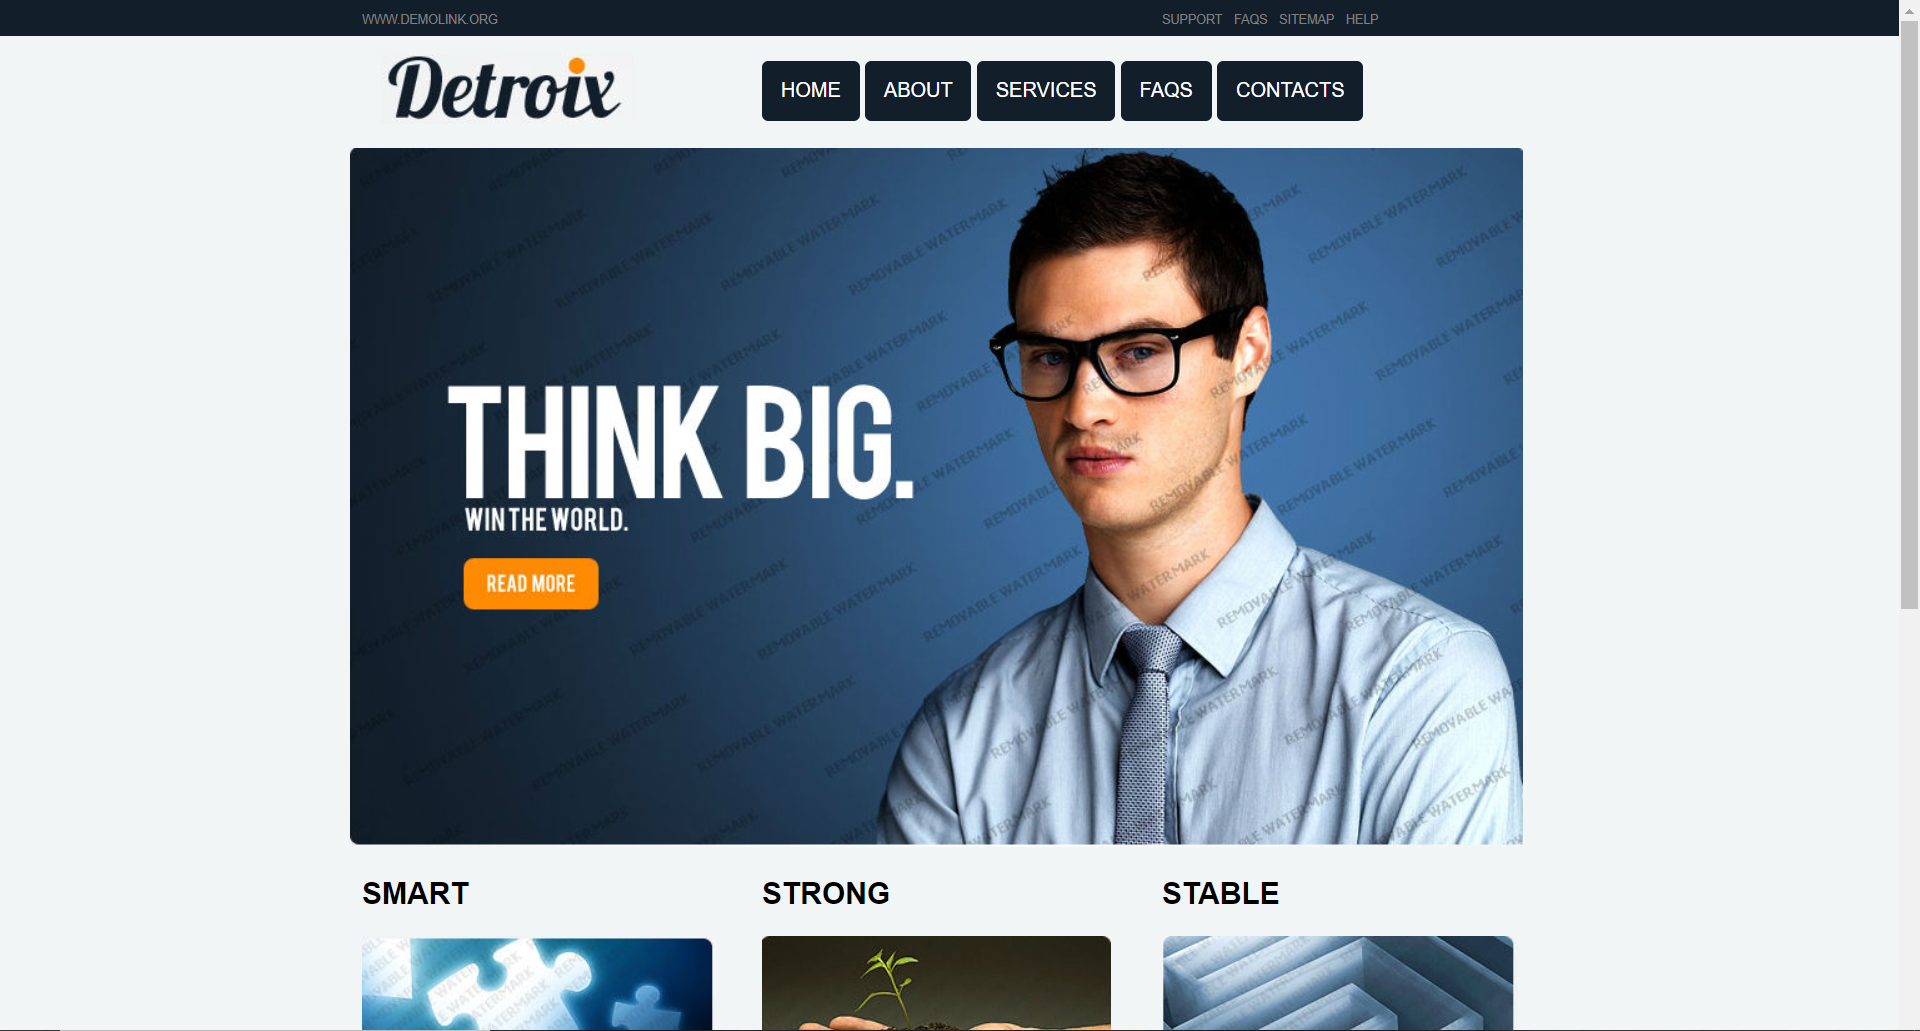 WWW.DEMOLINK.ORG
SUPPORT FAQS SITEMAP HELP
Detroix
HOME ABOUT SERVICES FAQS CONTACTS
THINK BIG.
WIN THE WORLD.
READ MORE
REMOVABLE WATERMARK
SMART STRONG STABLE